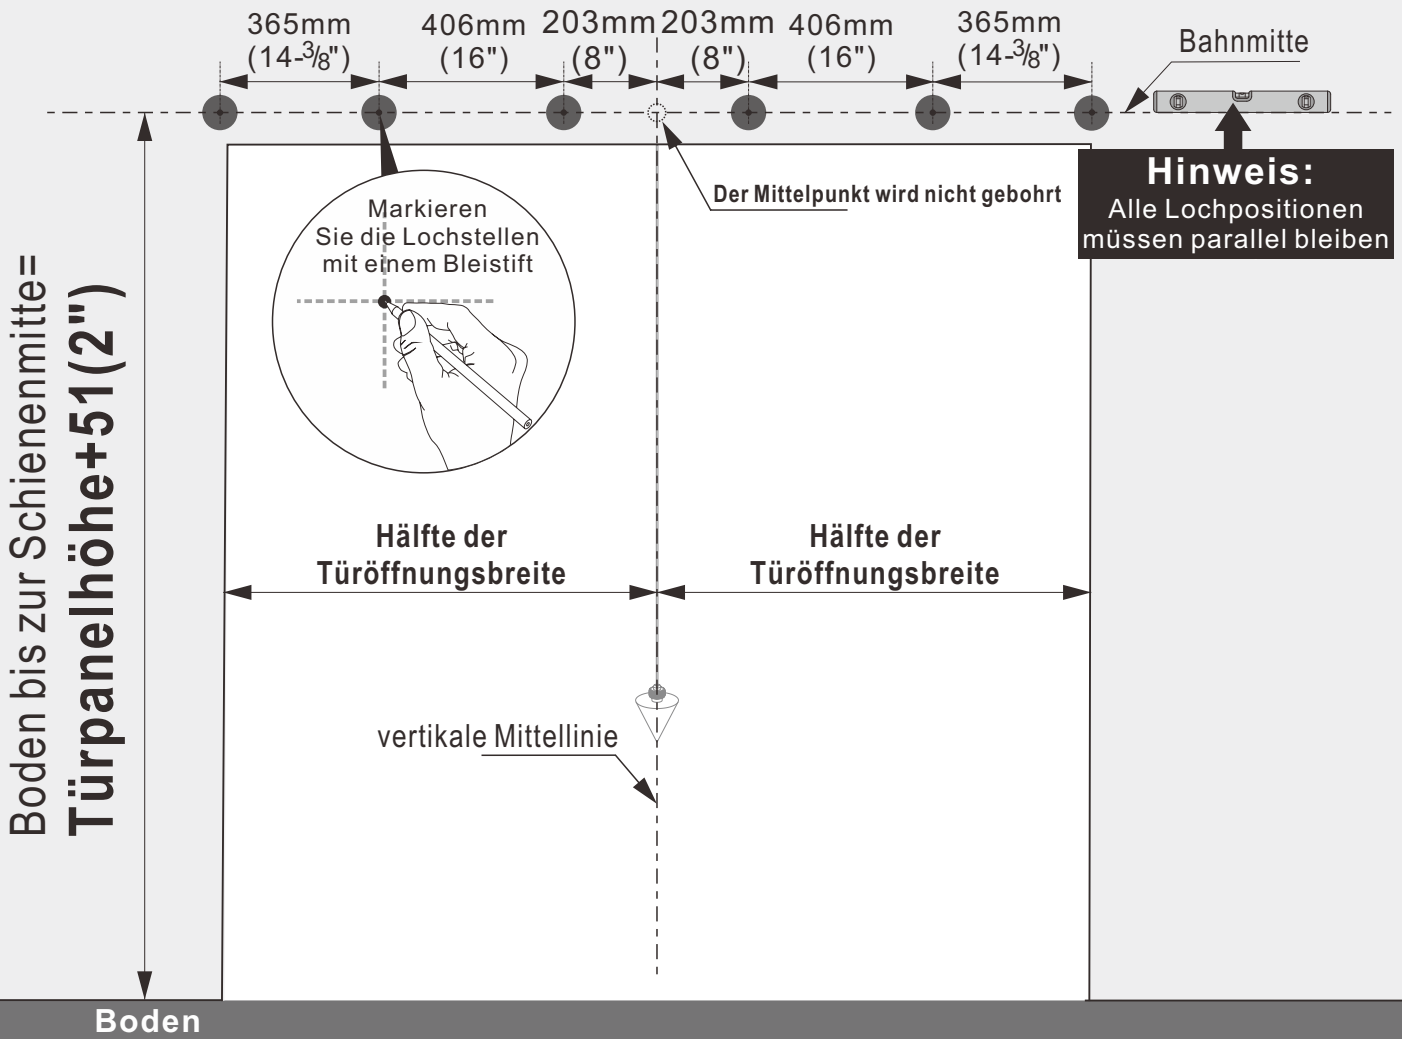 365mm
(14-3/8")
406mm
(16")
203mm
(8")
203mm
(8")
406mm
(16")
365mm
(14-3/8")
Bahnmitte
Hinweis:
Alle Lochpositionen
müssen parallel bleiben
Der Mittelpunkt wird nicht gebohrt
Markieren
Sie die Lochstellen
mit einem Bleistift
Boden bis zur Schienenmitte=
Türpanelhöhe+51(2")
Hälfte der
Türöffnungsbreite
Hälfte der
Türöffnungsbreite
vertikale Mittellinie
Boden